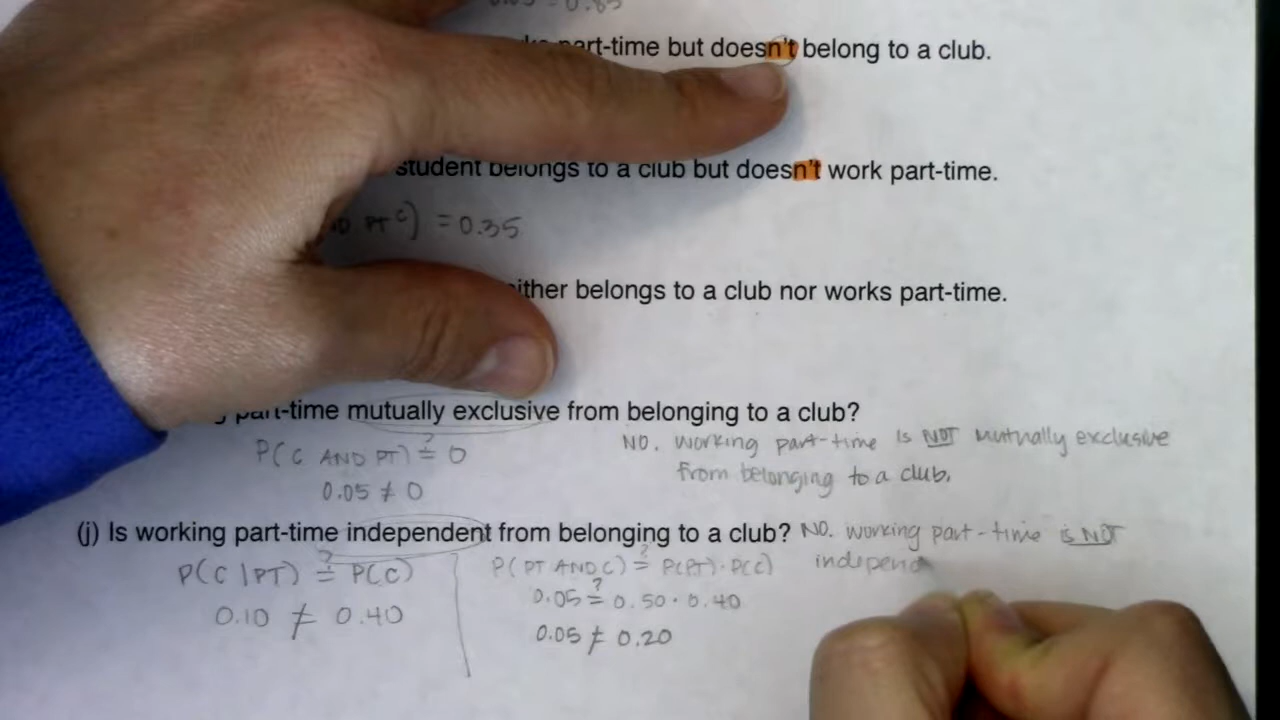 = 0.85
part-time but doesn't belong to a club.
student belongs to a club but doesn't work part-time.
PT^C) = 0.35
belongs to a club nor works part-time.
part-time mutually exclusive from belonging to a club?
P(C AND PT) ?= 0
NO. Working part-time is NOT mutually exclusive
0.05 ≠ 0
from belonging to a club.
(j) Is working part-time independent from belonging to a club? NO. Working part-time is NOT
P(C|PT) ?= P(C)
P(PT AND C) ?= P(PT)·P(C)
0.10 ≠ 0.40
0.05 ?= 0.50 · 0.40
0.05 ≠ 0.20